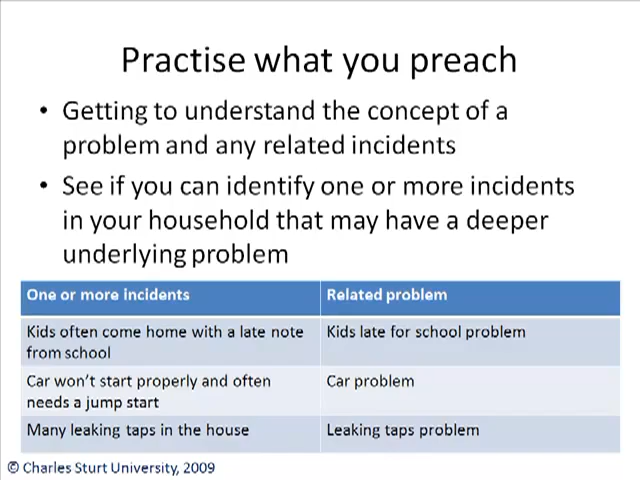 Practise what you preach
• Getting to understand the concept of a
problem and any related incidents
• See if you can identify one or more incidents
in your household that may have a deeper
underlying problem
One or more incidents Related problem
Kids often come home with a late note Kids late for school problem
from school
Car won't start properly and often Car problem
needs a jump start
Many leaking taps in the house Leaking taps problem
© Charles Sturt University, 2009